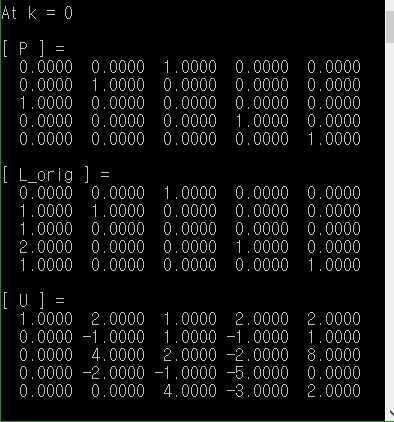 At k = 0
[ P ] =
0.0000 0.0000 1.0000 0.0000 0.0000
0.0000 1.0000 0.0000 0.0000 0.0000
1.0000 0.0000 0.0000 0.0000 0.0000
0.0000 0.0000 0.0000 1.0000 0.0000
0.0000 0.0000 0.0000 0.0000 1.0000
[ L_orig ] =
0.0000 0.0000 1.0000 0.0000 0.0000
1.0000 1.0000 0.0000 0.0000 0.0000
1.0000 0.0000 0.0000 0.0000 0.0000
2.0000 0.0000 0.0000 1.0000 0.0000
1.0000 0.0000 0.0000 0.0000 1.0000
[ U ] =
1.0000 2.0000 1.0000 2.0000 2.0000
0.0000 -1.0000 1.0000 -1.0000 1.0000
0.0000 4.0000 2.0000 -2.0000 8.0000
0.0000 -2.0000 -1.0000 -5.0000 0.0000
0.0000 0.0000 4.0000 -3.0000 2.0000